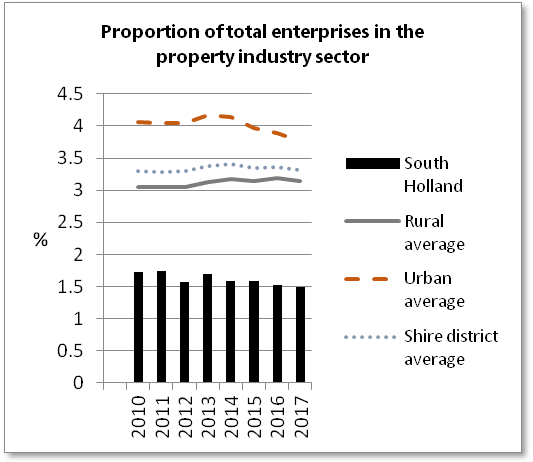 Proportion of total enterprises in the
property industry sector
4.5
4
3.5
3
2.5
2
1.5
1
0.5
0
%
2010
2011
2012
2013
2014
2015
2016
2017
South
Holland
Rural
average
Urban
average
Shire district
average